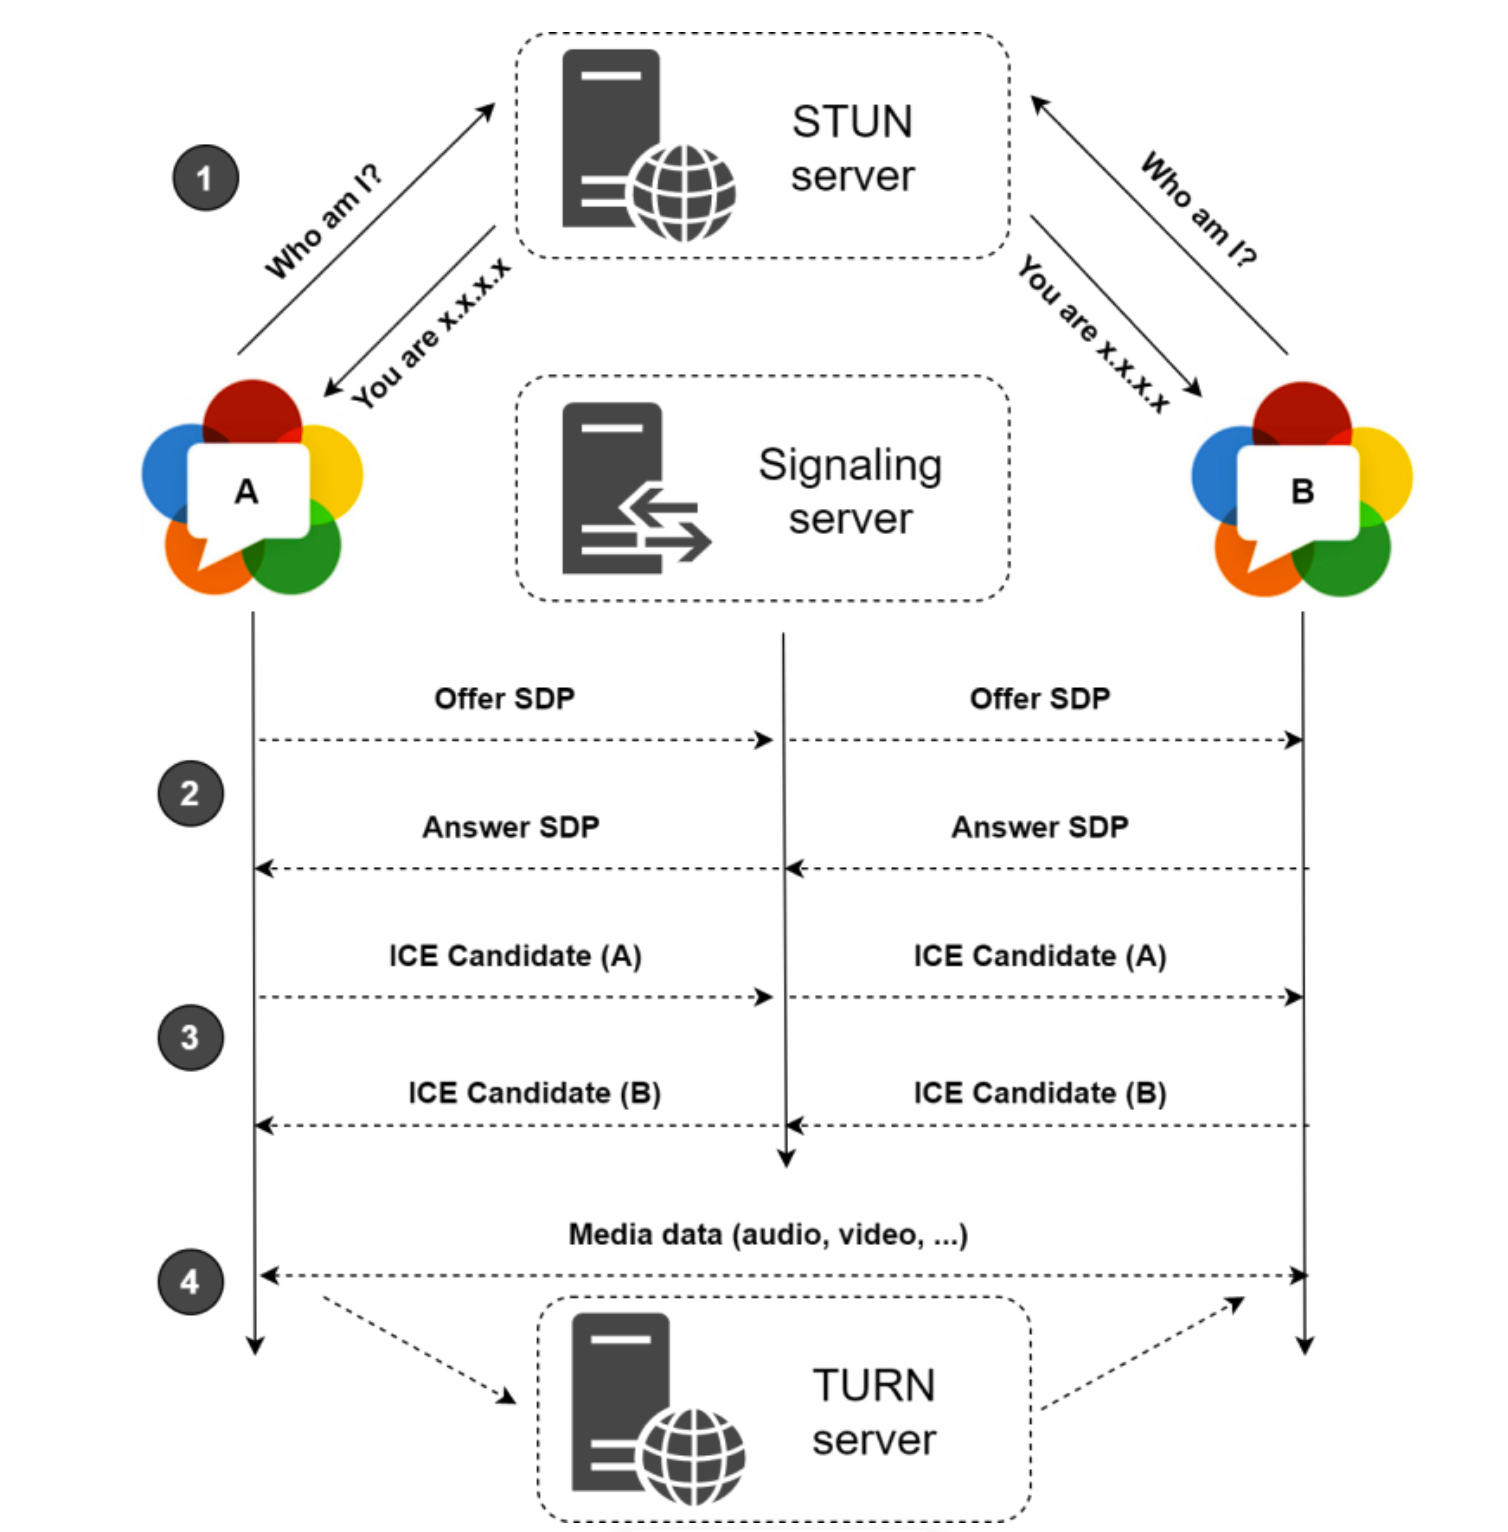 STUN
server
1
Who am I?
Who am I?
You are x.x.x.x
You are x.x.x.x
A
Signaling
server
B
Offer SDP
Offer SDP
2
Answer SDP
Answer SDP
ICE Candidate (A)
ICE Candidate (A)
3
ICE Candidate (B)
ICE Candidate (B)
Media data (audio, video, ...)
4
TURN
server